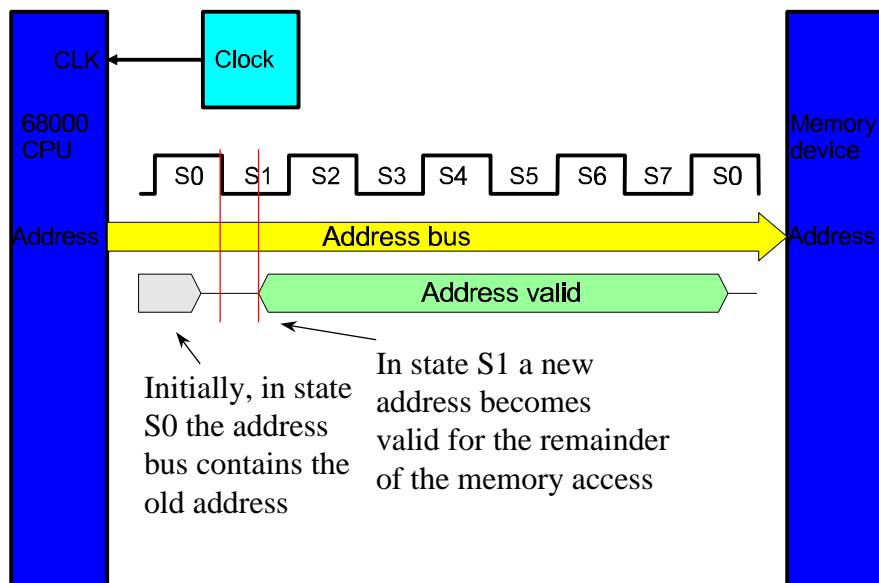 CLK
Clock
68000
CPU
Memory
device
S0 S1 S2 S3 S4 S5 S6 S7 S0
Address
Address bus
Address
Address valid
Initially, in state
S0 the address
bus contains the
old address
In state S1 a new
address becomes
valid for the remainder
of the memory access